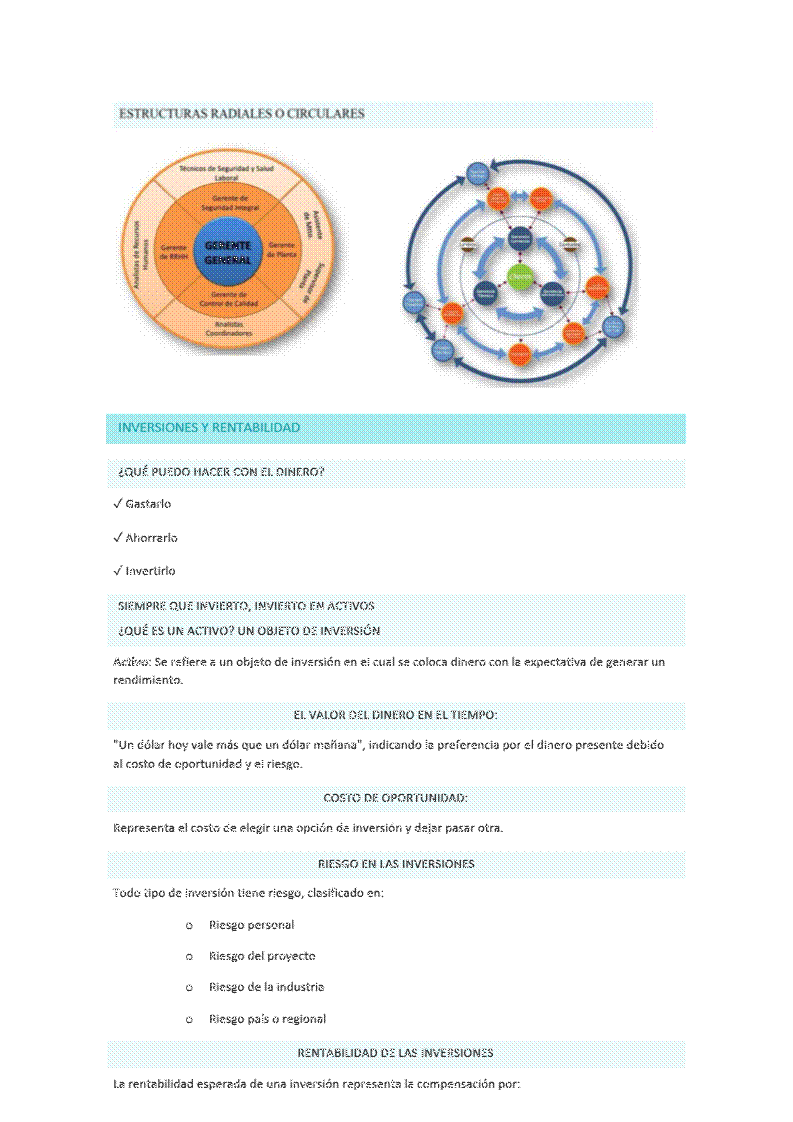 ESTRUCTURAS RADIALES O CIRCULARES
Técnicos de Seguridad y Salud
Laboral
Gerente de
Seguridad Integral
Analistas de Recursos
Humanos
Gerente
de RRHH
GERENTE
GENERAL
Gerente
de Planta
Asistente
de Mtto
Supervisor de
Planta
Gerente de
Control de Calidad
Analistas
Coordinadores
INVERSIONES Y RENTABILIDAD
¿QUÉ PUEDO HACER CON EL DINERO?
✓ Gastarlo
✓ Ahorrarlo
✓ Invertirlo
SIEMPRE QUE INVIERTO, INVIERTO EN ACTIVOS
¿QUÉ ES UN ACTIVO? UN OBJETO DE INVERSIÓN
Activo: Se refiere a un objeto de inversión en el cual se coloca dinero con la expectativa de generar un
rendimiento.
EL VALOR DEL DINERO EN EL TIEMPO:
"Un dólar hoy vale más que un dólar mañana", indicando la preferencia por el dinero presente debido
al costo de oportunidad y el riesgo.
COSTO DE OPORTUNIDAD:
Representa el costo de elegir una opción de inversión y dejar pasar otra.
RIESGO EN LAS INVERSIONES
Todo tipo de inversión tiene riesgo, clasificado en:
o Riesgo personal
o Riesgo del proyecto
o Riesgo de la industria
o Riesgo país o regional
RENTABILIDAD DE LAS INVERSIONES
La rentabilidad esperada de una inversión representa la compensación por: